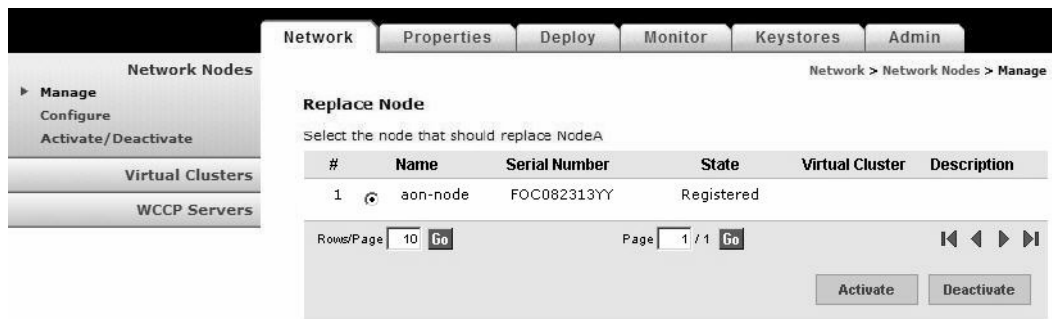 Network Properties Deploy Monitor Keystores Admin
Network Nodes
Manage
Configure
Activate/Deactivate
Virtual Clusters
WCCP Servers
Network > Network Nodes > Manage
Replace Node
Select the node that should replace NodeA
# Name Serial Number State Virtual Cluster Description
1 aon-node FOC082313YY Registered
Rows/Page 10 Go Page 1 / 1 Go
Activate Deactivate